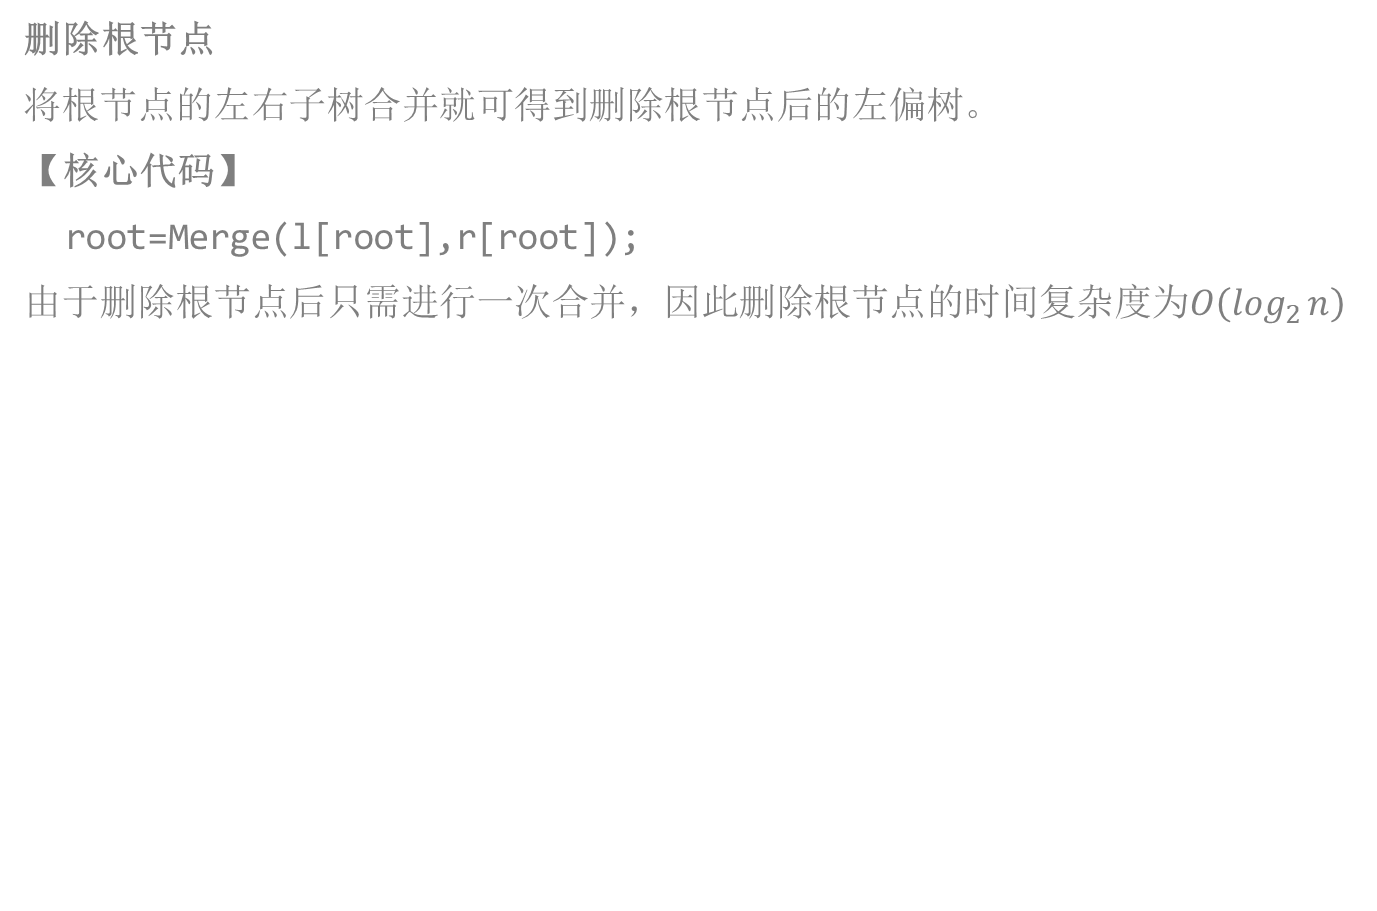 删除根节点
将根节点的左右子树合并就可得到删除根节点后的左偏树。
【核心代码】
root=Merge(l[root],r[root]);
由于删除根节点后只需进行一次合并，因此删除根节点的时间复杂度为O(log₂ n)